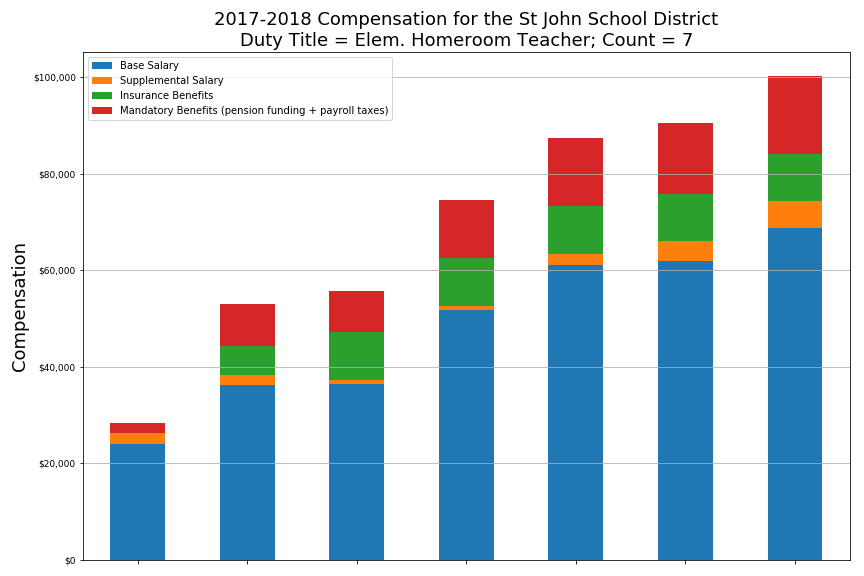 2017-2018 Compensation for the St John School District
Duty Title = Elem. Homeroom Teacher; Count = 7
Base Salary
Supplemental Salary
Insurance Benefits
Mandatory Benefits (pension funding + payroll taxes)
Compensation
$100,000
$80,000
$60,000
$40,000
$20,000
$0